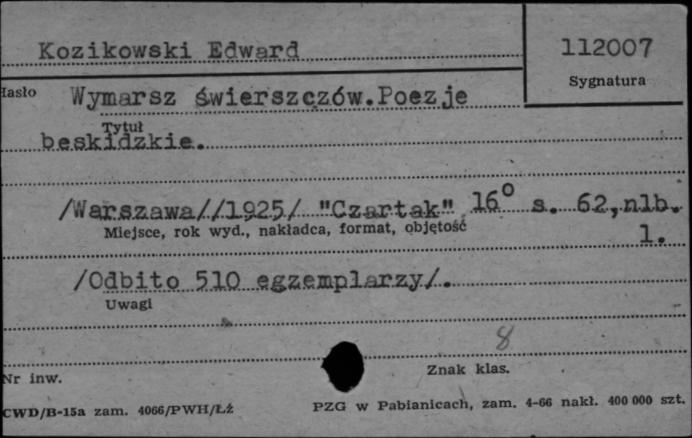 Kozikowski Edward
112007
Sygnatura
Hasło Wymarsz świerszczów.Poezje
Tytuł
beskidzkie.
/Warszawa//1925/ "Czartak" 16° s. 62,nlb.
Miejsce, rok wyd., nakładca, format, objętość
1.
/Odbito 510 egzemplarzy/.
Uwagi
8
Nr inw.
Znak klas.
CWD/B-15a zam. 4066/PWH/Łż
PZG w Pabianicach, zam. 4-66 nakł. 400 000 szt.